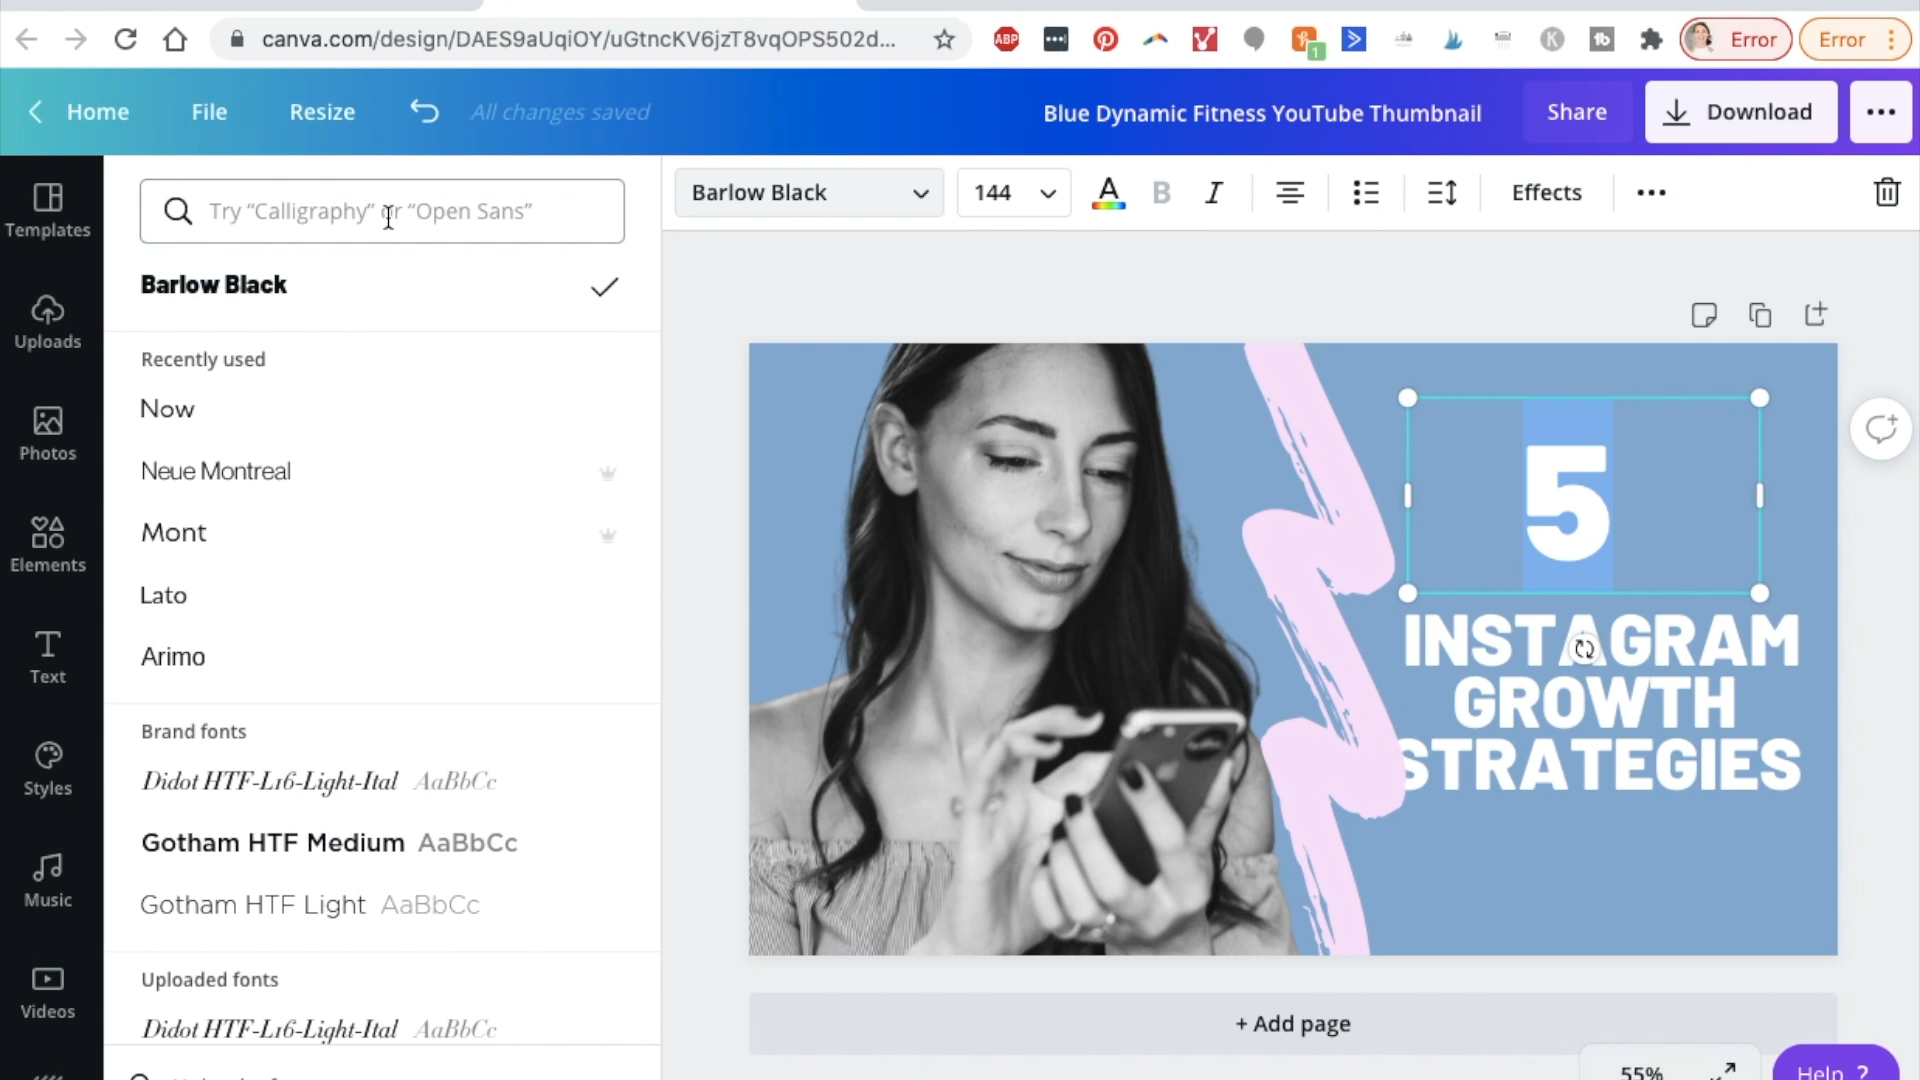 canva.com/design/DAES9aUqiOY/uGtncKV6jzT8vqOPS502d...
ABP
1
K
tb
Error
Error
Home
File
Resize
All changes saved
Blue Dynamic Fitness YouTube Thumbnail
Share
Download
Templates
Uploads
Photos
Elements
Text
Styles
Music
Videos
Try “Calligraphy” or “Open Sans”
Barlow Black
Recently used
Now
Neue Montreal
Mont
Lato
Arimo
Brand fonts
Didot HTF-L16-Light-Ital AaBbCc
Gotham HTF Medium AaBbCc
Gotham HTF Light AaBbCc
Uploaded fonts
Didot HTF-L16-Light-Ital AaBbCc
Barlow Black
144
A
B
I
Effects
5
INSTAGRAM
GROWTH
STRATEGIES
+ Add page
55%
Help ?